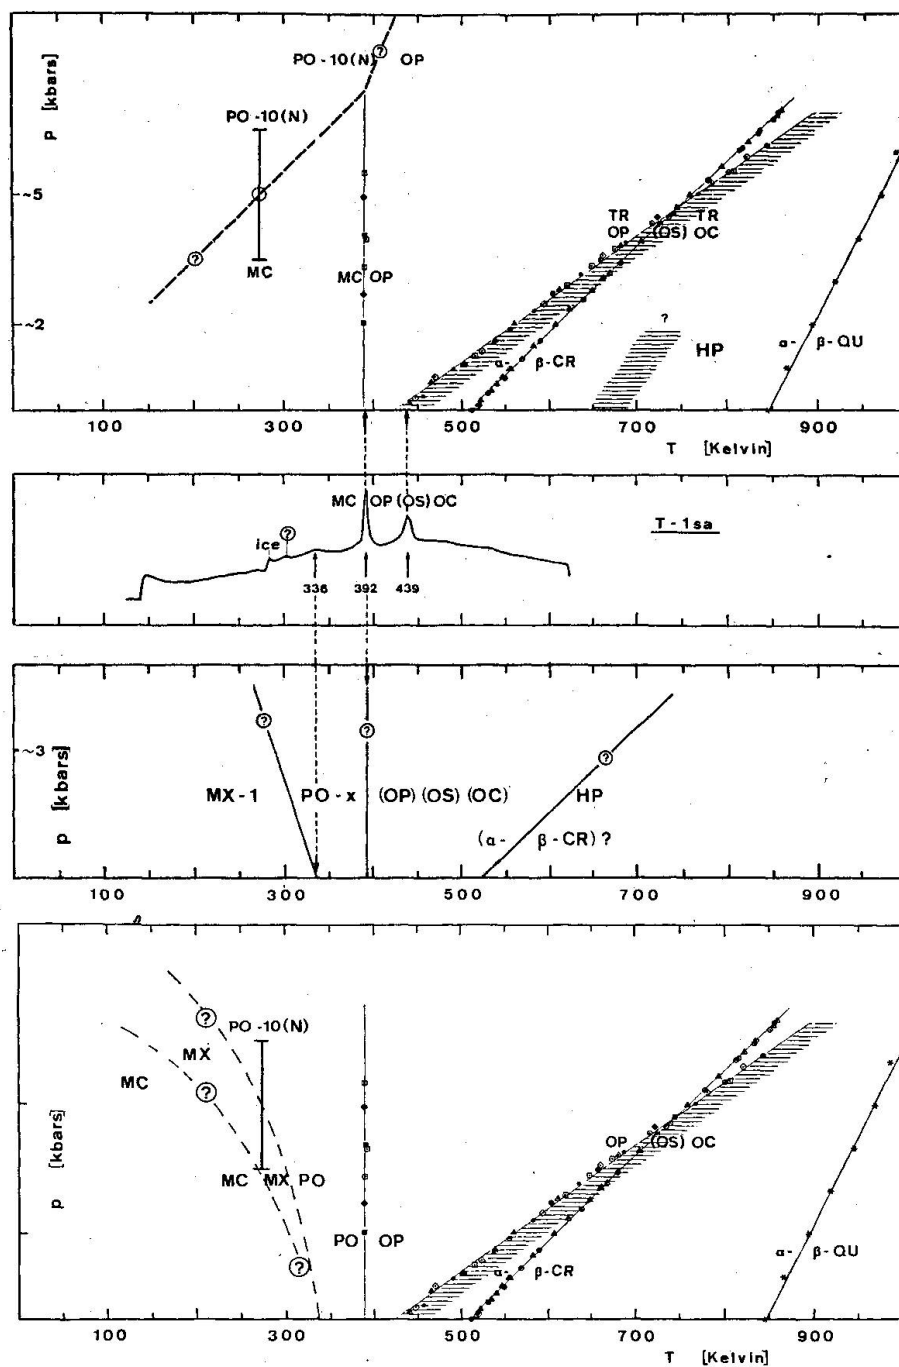 PO-10(N) ? OP
p [kbars]
PO-10(N)
~5
?
?
MC
TR TR
OP (OS) OC
MC OP
~2
?
α- β-CR
HP
α- β-QU
100 300 500 700 900
T [Kelvin]
MC OP (OS) OC
T-1sa
ice ?
336 392 439
?
?
~3
p [kbars]
?
MX-1 PO-x (OP) (OS) (OC) HP
(α- β-CR) ?
100 300 500 700 900
?
PO-10(N)
MX
MC
?
p [kbars]
OP (OS) OC
MC MX PO
PO OP
?
α- β-CR
α- β-QU
100 300 500 700 900
T [Kelvin]